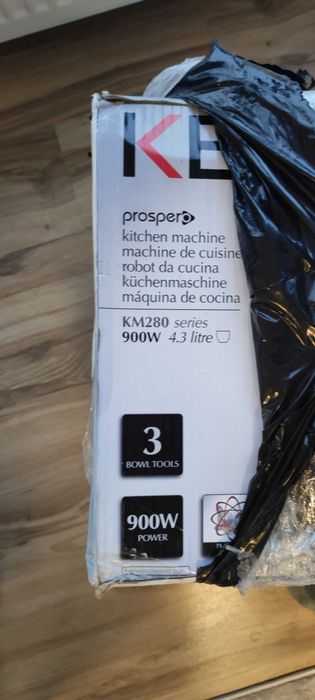 KE
prospero
kitchen machine
machine de cuisine
robot da cucina
küchenmaschine
máquina de cocina
KM280 series
900W 4.3 litre
3
BOWL TOOLS
900W
POWER